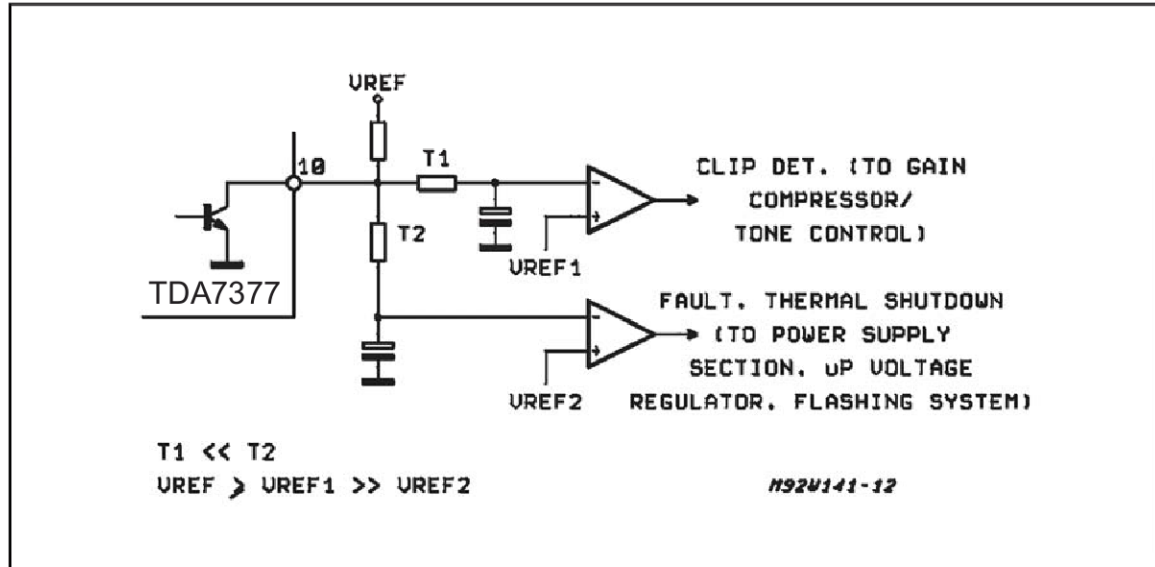 VREF
10
T1
CLIP DET. (TO GAIN
COMPRESSOR/
TONE CONTROL)
-
+
T2
VREF1
TDA7377
FAULT. THERMAL SHUTDOWN
(TO POWER SUPPLY
SECTION. uP VOLTAGE
REGULATOR. FLASHING SYSTEM)
-
+
VREF2
T1 << T2
VREF ⩾ VREF1 >> VREF2
M92W141-12